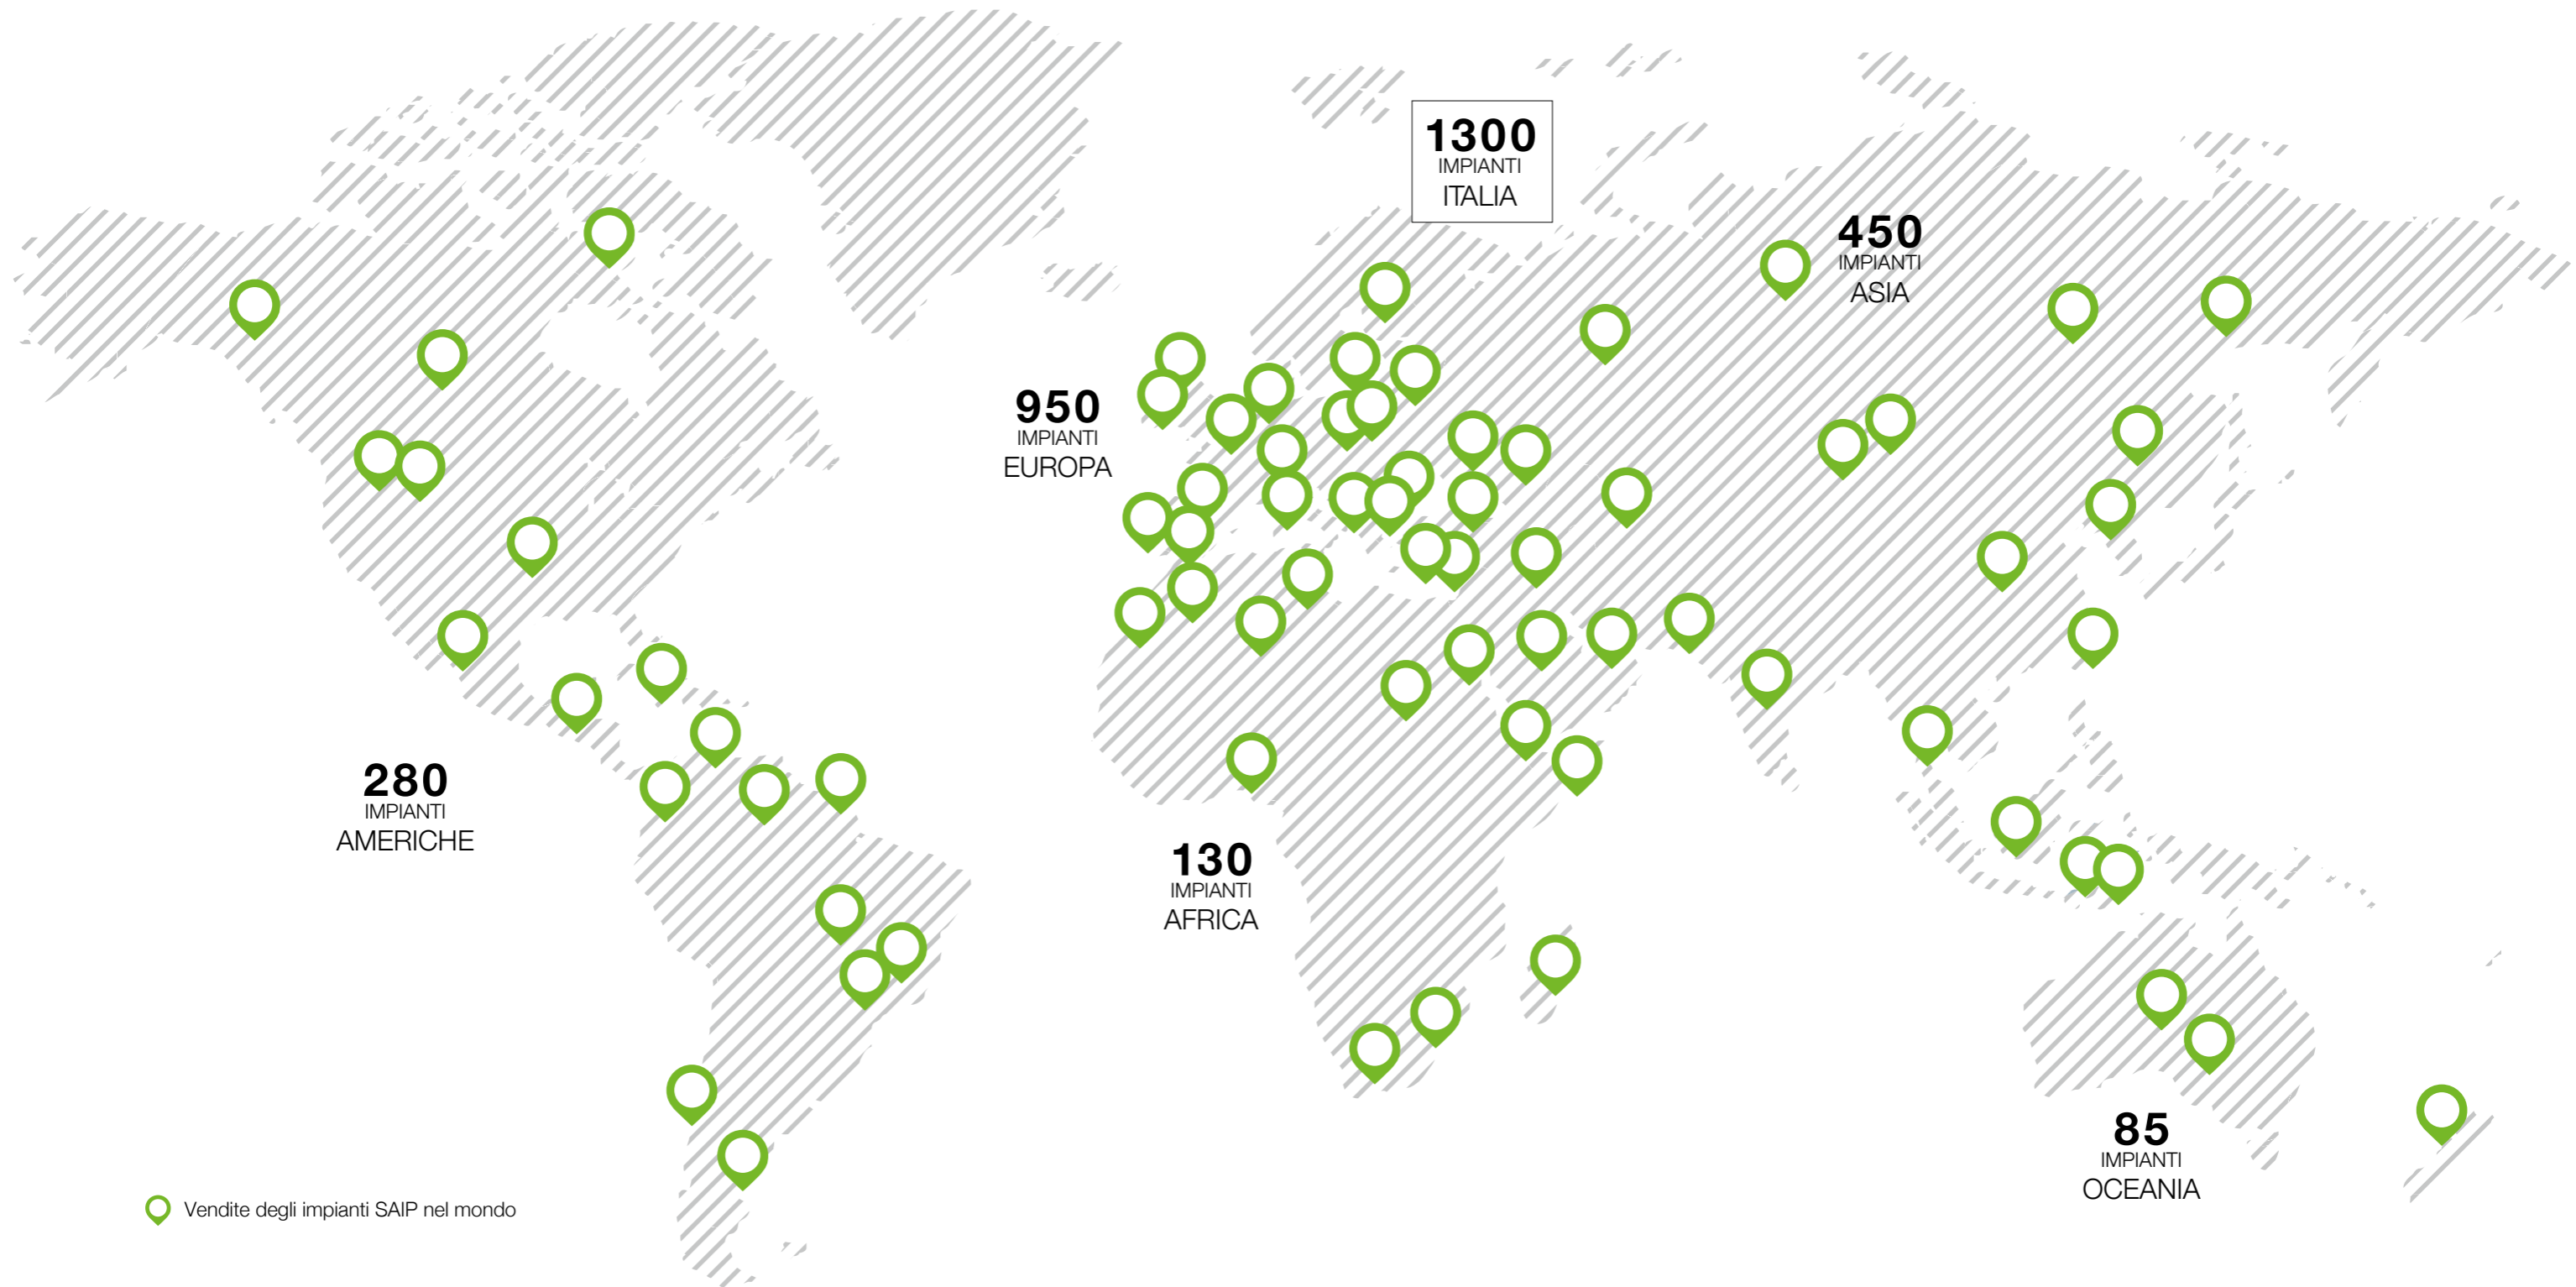 1300
IMPIANTI
ITALIA
450
IMPIANTI
ASIA
950
IMPIANTI
EUROPA
280
IMPIANTI
AMERICHE
130
IMPIANTI
AFRICA
85
IMPIANTI
OCEANIA
Vendite degli impianti SAIP nel mondo